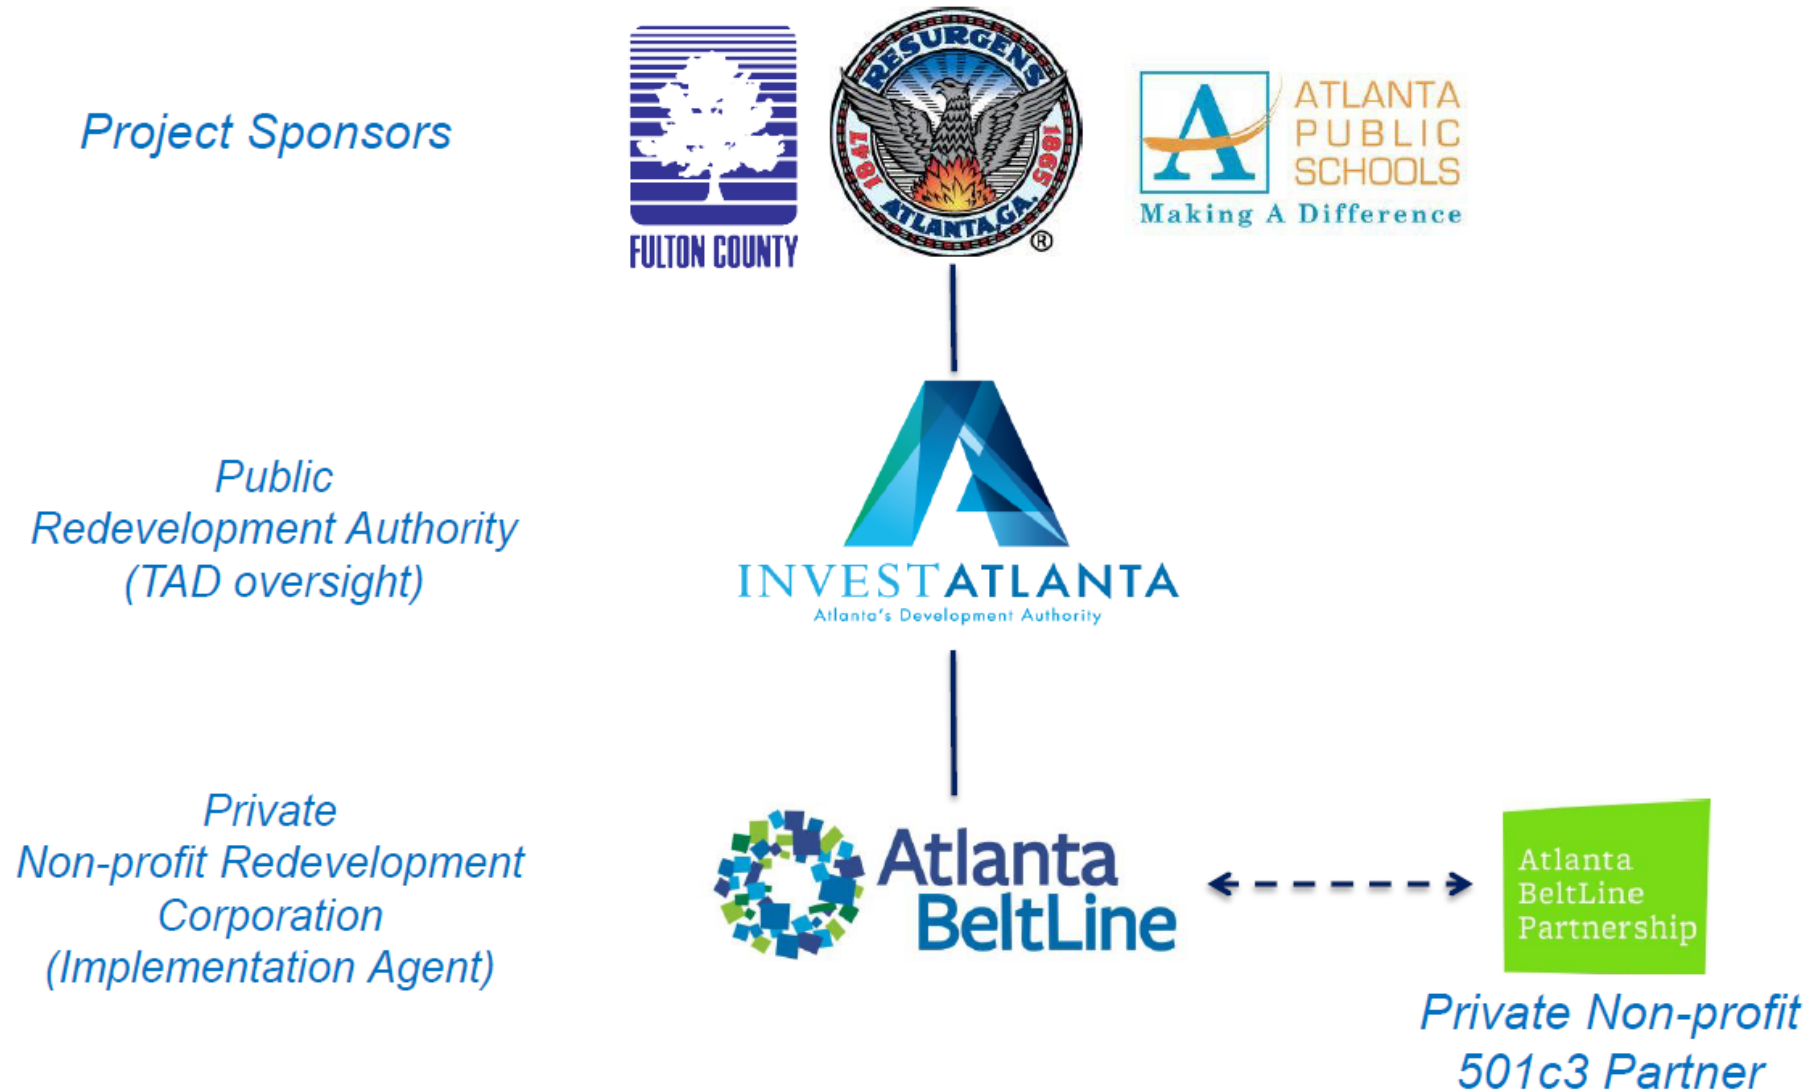 Project Sponsors
FULTON COUNTY
RESURGENS
1847
1865
ATLANTA, GA.
®
A
ATLANTA
PUBLIC
SCHOOLS
Making A Difference
Public
Redevelopment Authority
(TAD oversight)
INVESTATLANTA
Atlanta's Development Authority
Private
Non-profit Redevelopment
Corporation
(Implementation Agent)
Atlanta
BeltLine
Atlanta
BeltLine
Partnership
Private Non-profit
501c3 Partner